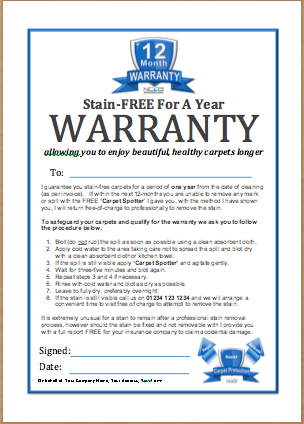 12
Month
WARRANTY
Stain-FREE For A Year
WARRANTY
allowing you to enjoy beautiful, healthy carpets longer
To:
I guarantee you stain-free carpets for a period of one year from the date of cleaning
(as per invoice). If within the next 12-months you are unable to remove any mark
or spill with the FREE 'Carpet Spotter' I gave you, with the method I have shown
you, I will return free-of-charge to professionally to remove the stain.
To safeguard your carpets and qualify for the warranty we ask you to follow
the procedure below.
1. Blot (do not rub) the spill as soon as possible using a clean absorbent cloth.
2. Apply cold water to the area taking care not to spread the spill and blot dry
with a clean absorbent cloth or kitchen towel.
3. If the spill is still visible apply 'Carpet Spotter' and agitate gently.
4. Wait for three-five minutes and blot again.
5. Repeat steps 3 and 4 if necessary.
6. Rinse with cold water and blot as dry as possible.
7. Leave to fully dry, preferably overnight.
8. If the stain is still visible call us on 01234 123 1234 and we will arrange a
convenient time to visit free of charge to attempt to remove the stain.
It is extremely unusual for a stain to remain after a professional stain removal
process, however should the stain be fixed and not removable with I provide you
with a full report FREE for your insurance company to claim accidental damage.
Signed:
Date:
On behalf of: Your Company Name, Your Address, Your
Carpet Protection